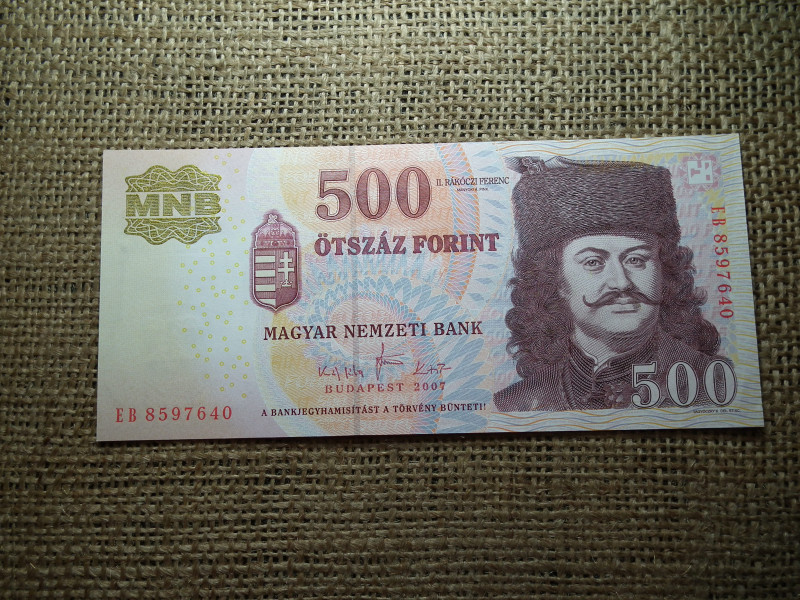 MNB
500
II. RÁKÓCZI FERENC
ÖTSZÁZ FORINT
MAGYAR NEMZETI BANK
BUDAPEST 2007
A BANKJEGYHAMISÍTÁST A TÖRVÉNY BÜNTETI!
EB 8597640
EB 8597640
500